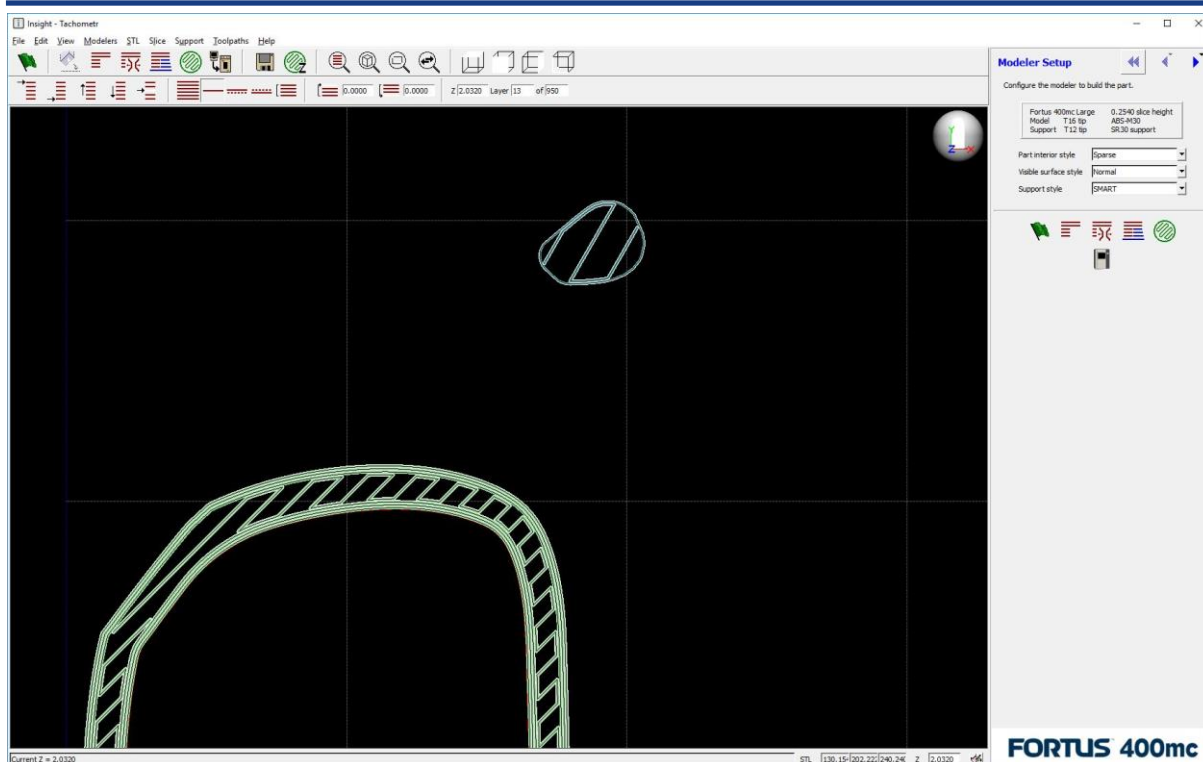 Insight - Tachometr
File Edit View Modelers STL Slice Support Toolpaths Help
0.0000 0.0000 Z 2.0320 Layer 13 of 950
Y
Z X
Modeler Setup
Configure the modeler to build the part.
Fortus 400mc Large 0.2540 slice height
Model T16 tip ABS-M30
Support T12 tip SR30 support
Part interior style Sparse
Visible surface style Normal
Support style SMART
Current Z = 2.0320
STL Z 2.0320
FORTUS 400mc